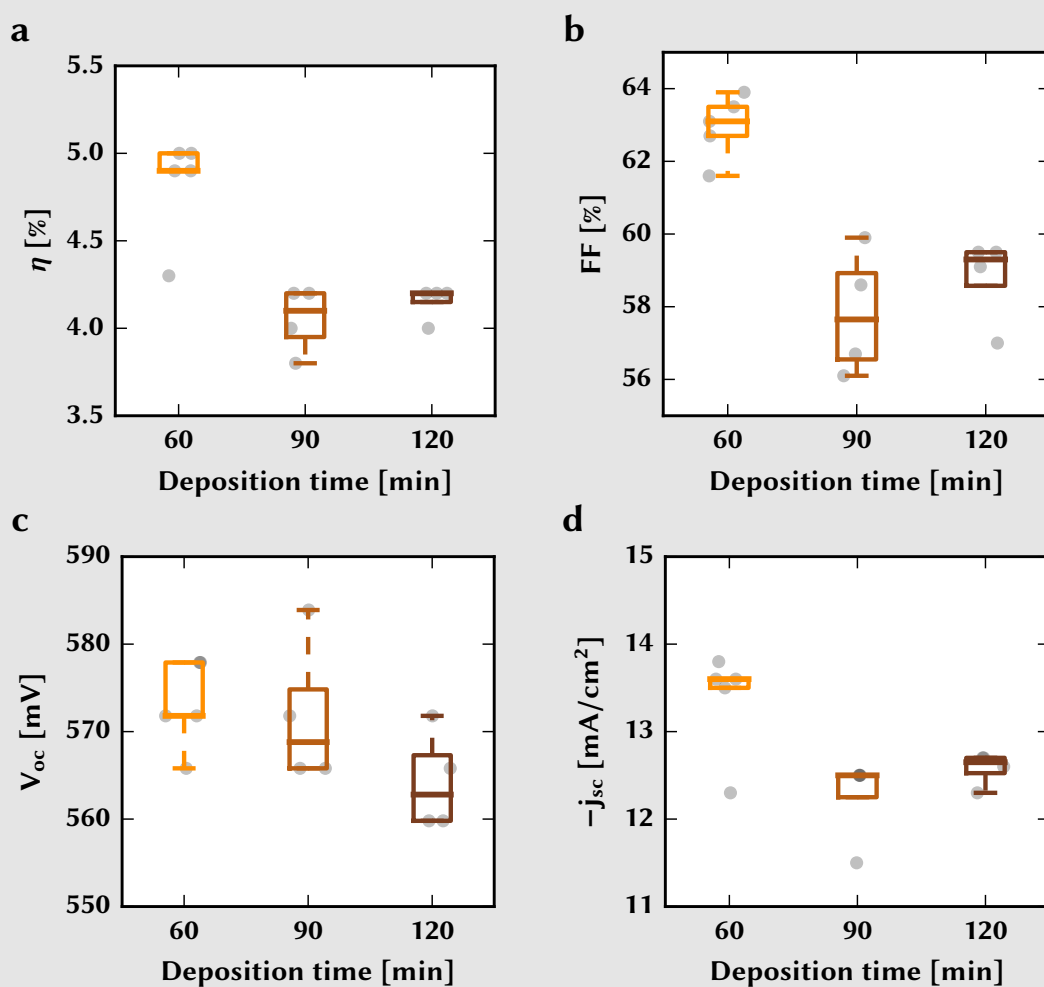 a
5.5
5.0
4.5
4.0
3.5
η [%]
60 90 120
Deposition time [min]
b
64
62
60
58
56
FF [%]
60 90 120
Deposition time [min]
c
590
580
570
560
550
V_oc [mV]
60 90 120
Deposition time [min]
d
15
14
13
12
11
−j_sc [mA/cm²]
60 90 120
Deposition time [min]